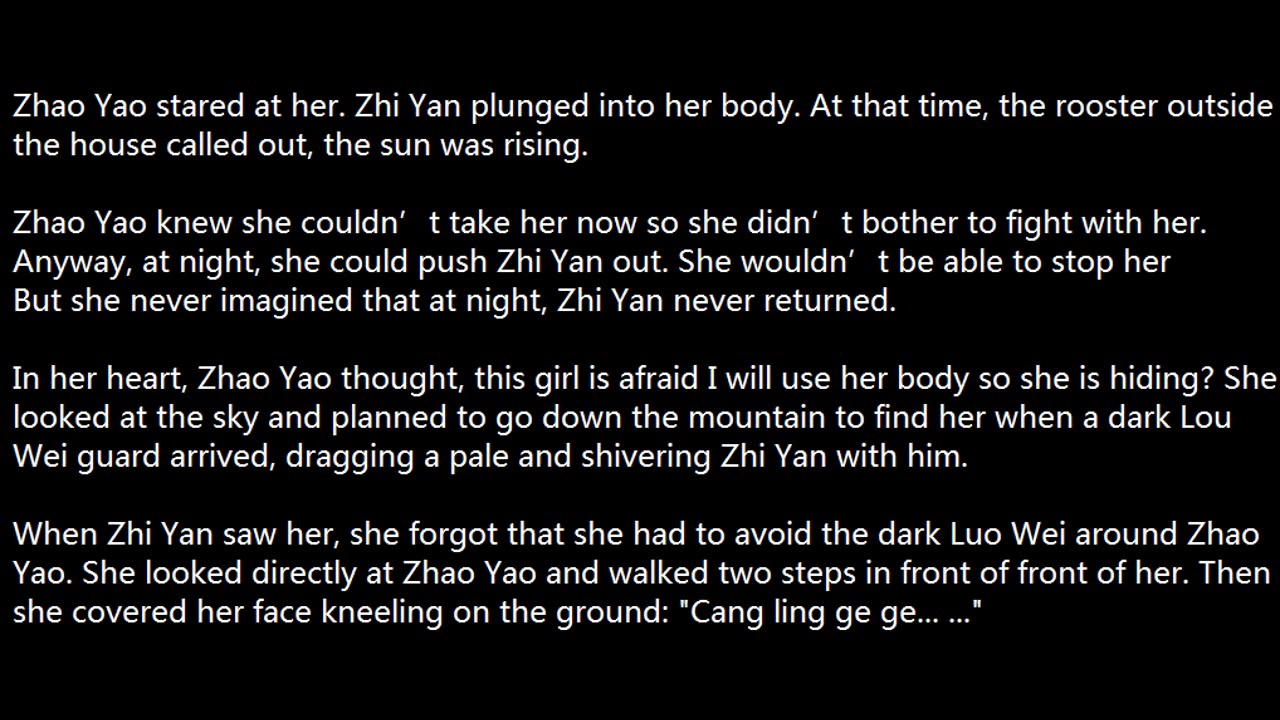 Zhao Yao stared at her. Zhi Yan plunged into her body. At that time, the rooster outside
the house called out, the sun was rising.
Zhao Yao knew she couldn’t take her now so she didn’t bother to fight with her.
Anyway, at night, she could push Zhi Yan out. She wouldn’t be able to stop her
But she never imagined that at night, Zhi Yan never returned.
In her heart, Zhao Yao thought, this girl is afraid I will use her body so she is hiding? She
looked at the sky and planned to go down the mountain to find her when a dark Lou
Wei guard arrived, dragging a pale and shivering Zhi Yan with him.
When Zhi Yan saw her, she forgot that she had to avoid the dark Luo Wei around Zhao
Yao. She looked directly at Zhao Yao and walked two steps in front of front of her. Then
she covered her face kneeling on the ground: "Cang ling ge ge... ..."